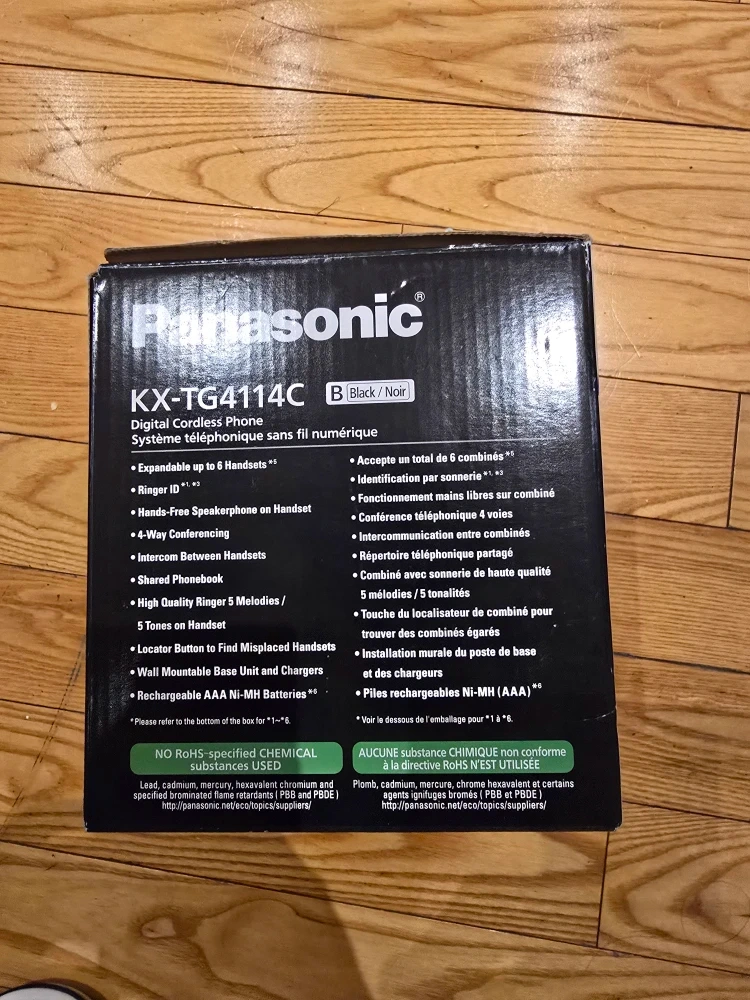 Panasonic®
KX-TG4114C B Black / Noir
Digital Cordless Phone
Système téléphonique sans fil numérique
• Expandable up to 6 Handsets *5
• Ringer ID *1, *3
• Hands-Free Speakerphone on Handset
• 4-Way Conferencing
• Intercom Between Handsets
• Shared Phonebook
• High Quality Ringer 5 Melodies /
5 Tones on Handset
• Locator Button to Find Misplaced Handsets
• Wall Mountable Base Unit and Chargers
• Rechargeable AAA Ni-MH Batteries *6
* Please refer to the bottom of the box for *1~*6.
• Accepte un total de 6 combinés *5
• Identification par sonnerie *1, *3
• Fonctionnement mains libres sur combiné
• Conférence téléphonique 4 voies
• Intercommunication entre combinés
• Répertoire téléphonique partagé
• Combiné avec sonnerie de haute qualité
5 mélodies / 5 tonalités
• Touche du localisateur de combiné pour
trouver des combinés égarés
• Installation murale du poste de base
et des chargeurs
• Piles rechargeables Ni-MH (AAA) *6
* Voir le dessous de l'emballage pour *1 à *6.
NO RoHS-specified CHEMICAL
substances USED
Lead, cadmium, mercury, hexavalent chromium and
specified brominated flame retardants ( PBB and PBDE )
http://panasonic.net/eco/topics/suppliers/
AUCUNE substance CHIMIQUE non conforme
à la directive RoHS N'EST UTILISÉE
Plomb, cadmium, mercure, chrome hexavalent et certains
agents ignifuges bromés ( PBB et PBDE )
http://panasonic.net/eco/topics/suppliers/